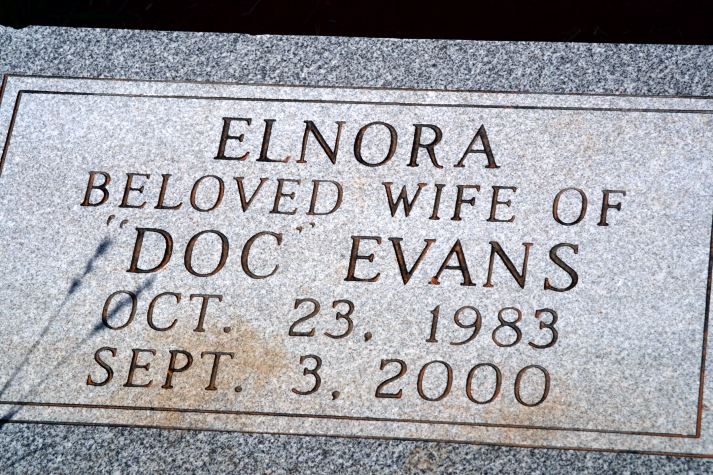 ELNORA
BELOVED WIFE OF
"DOC" EVANS
OCT. 23, 1983
SEPT. 3, 2000